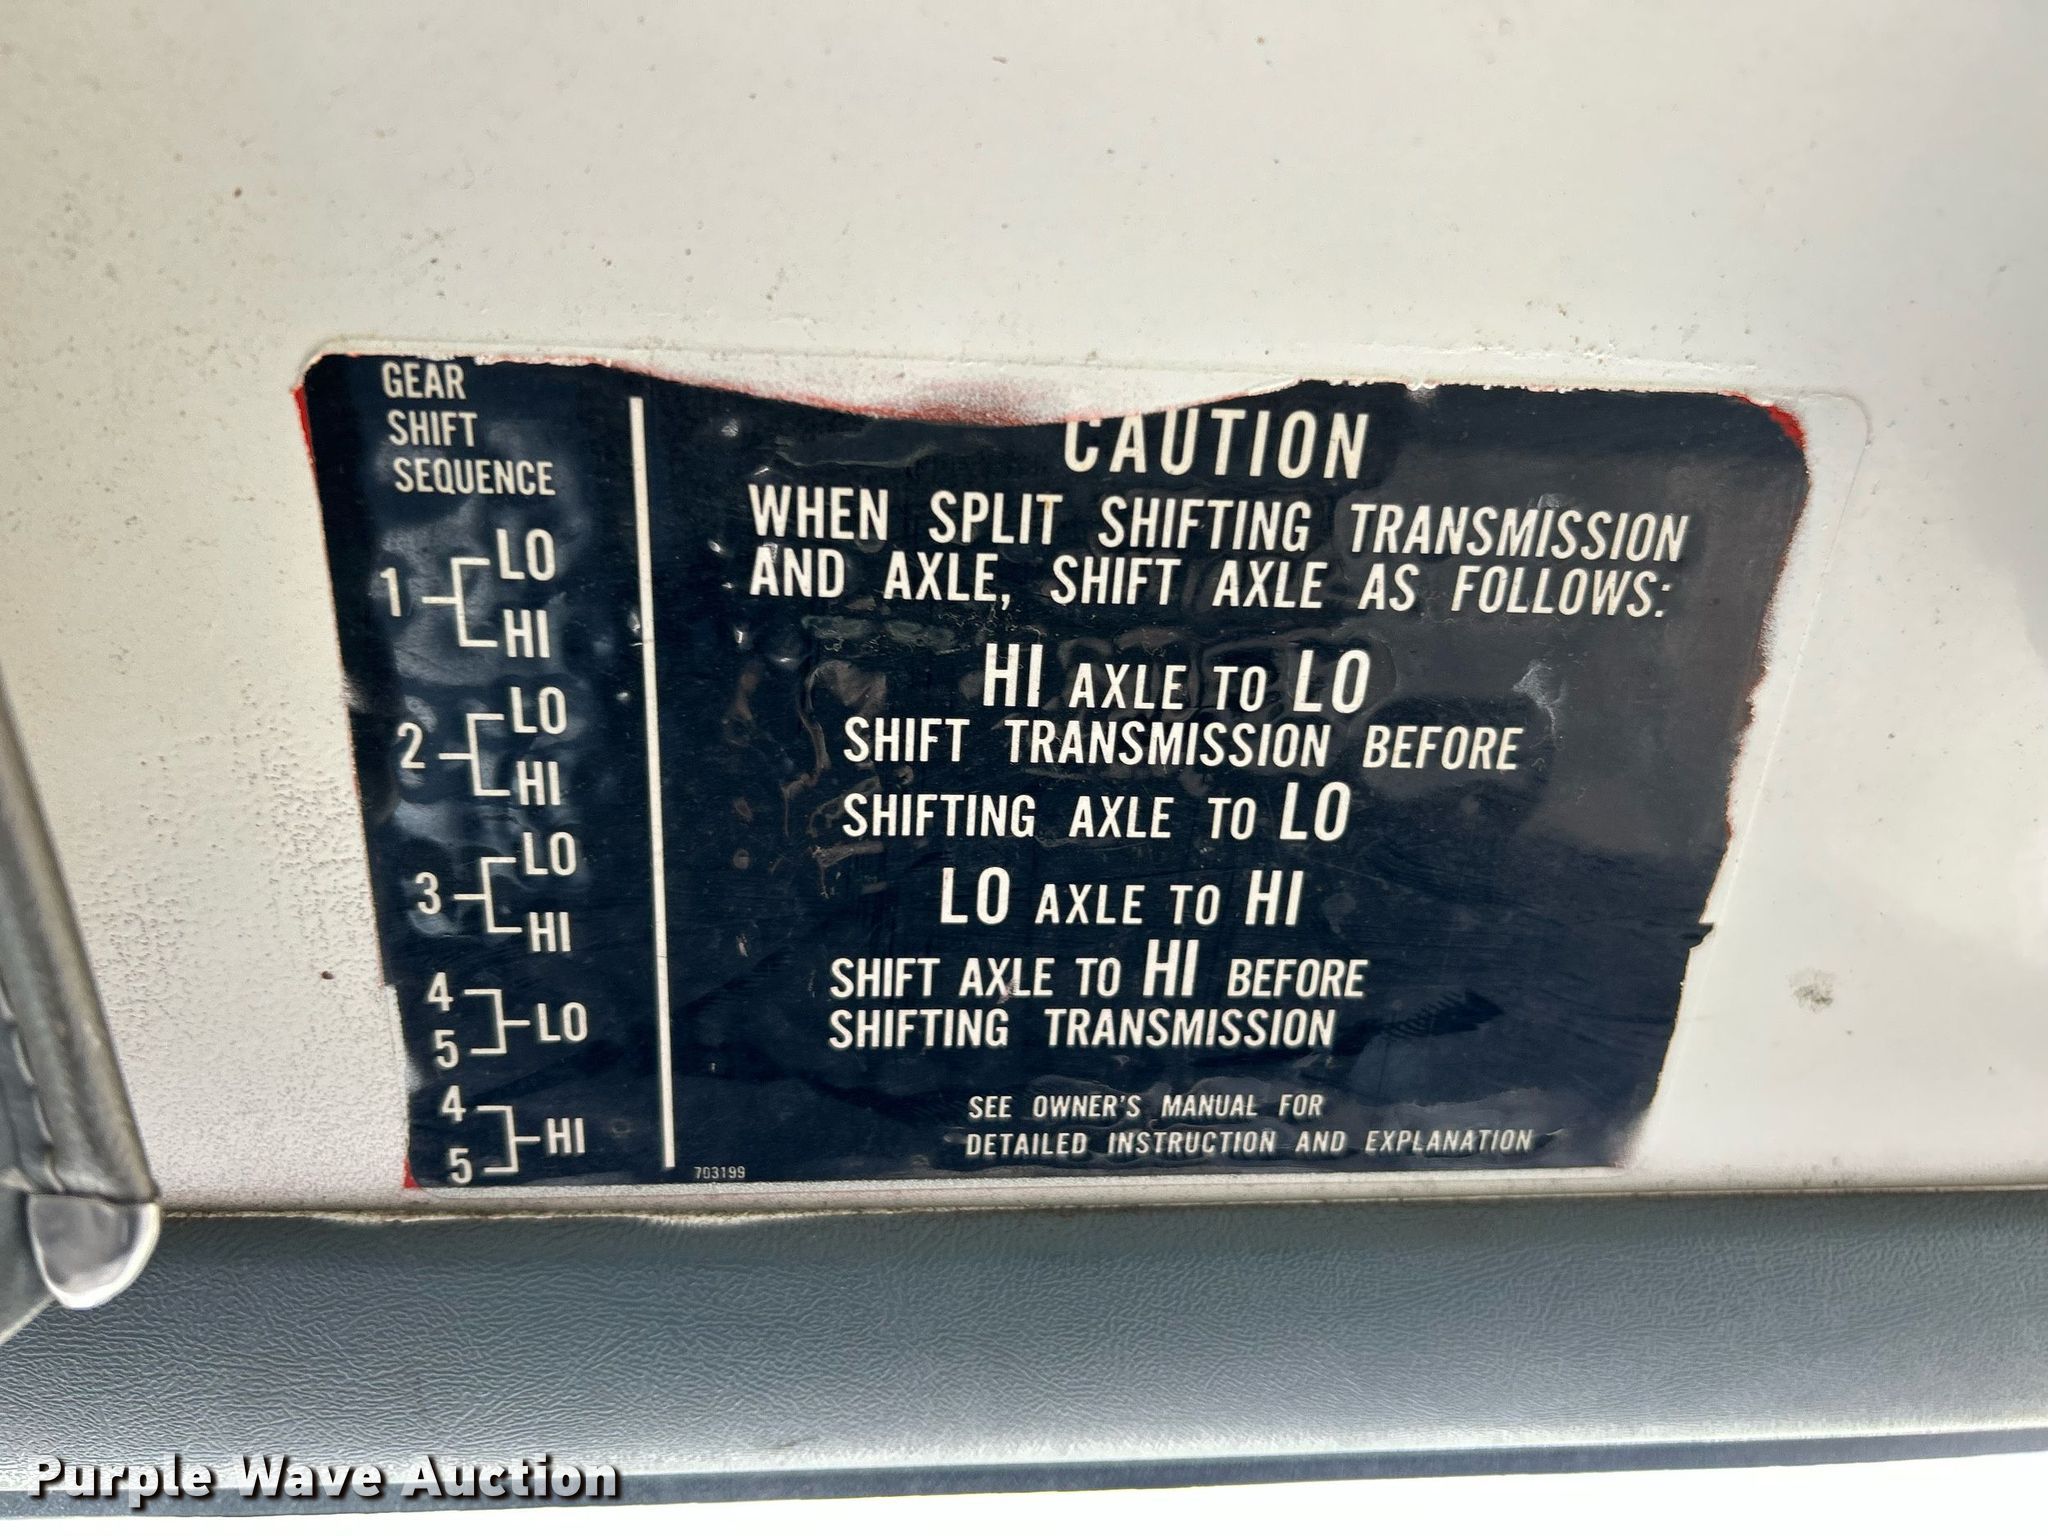 GEAR
SHIFT
SEQUENCE
1 LO
HI
2 LO
HI
3 LO
HI
4
5 LO
4
5 HI
CAUTION
WHEN SPLIT SHIFTING TRANSMISSION
AND AXLE, SHIFT AXLE AS FOLLOWS:
HI AXLE TO LO
SHIFT TRANSMISSION BEFORE
SHIFTING AXLE TO LO
LO AXLE TO HI
SHIFT AXLE TO HI BEFORE
SHIFTING TRANSMISSION
SEE OWNER'S MANUAL FOR
DETAILED INSTRUCTION AND EXPLANATION
703199
Purple Wave Auction